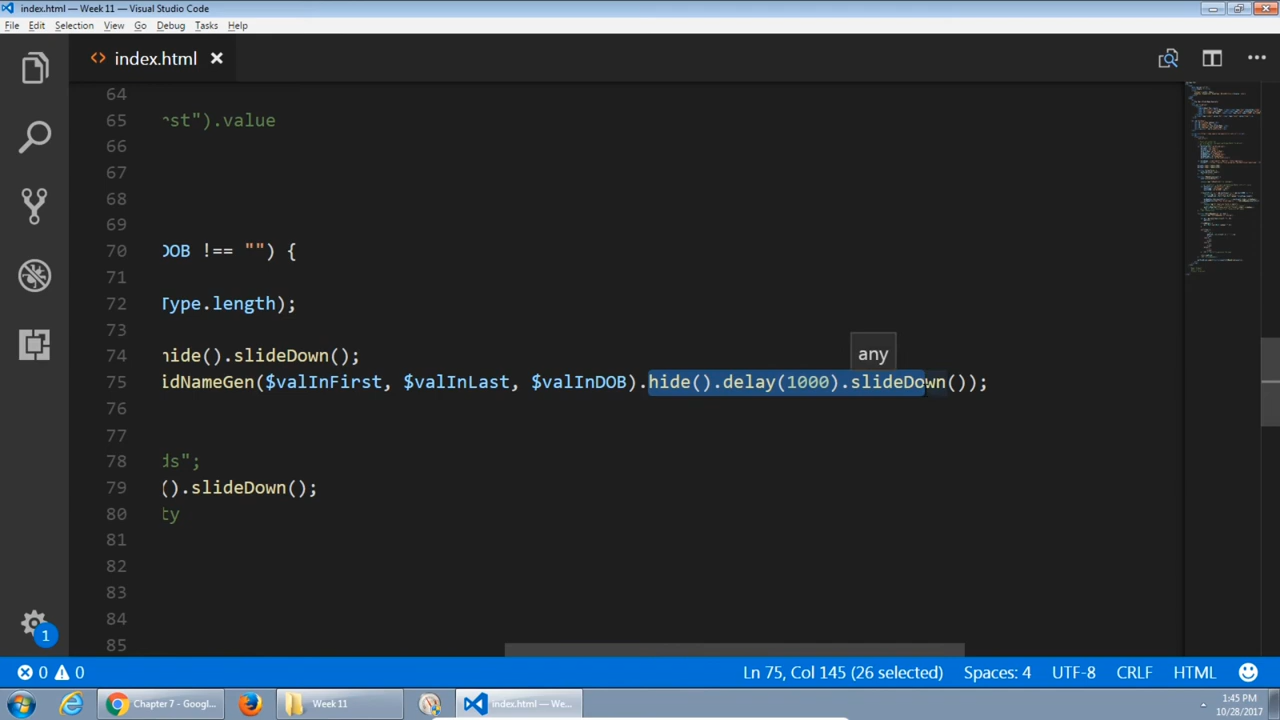 index.html — Week 11 — Visual Studio Code
File Edit Selection View Go Debug Tasks Help
index.html
64
65 rst").value
66
67
68
69
70 DOB !== "") {
71
72 Type.length);
73
74 hide().slideDown();
any
75 idNameGen($valInFirst, $valInLast, $valInDOB).hide().delay(1000).slideDown());
76
77
78 ds";
79 ().slideDown();
80 ty
81
82
83
84
85
1
0 0 Ln 75, Col 145 (26 selected) Spaces: 4 UTF-8 CRLF HTML
Chapter 7 - Googl... Week 11 index.html — We... 1:45 PM
10/28/2017